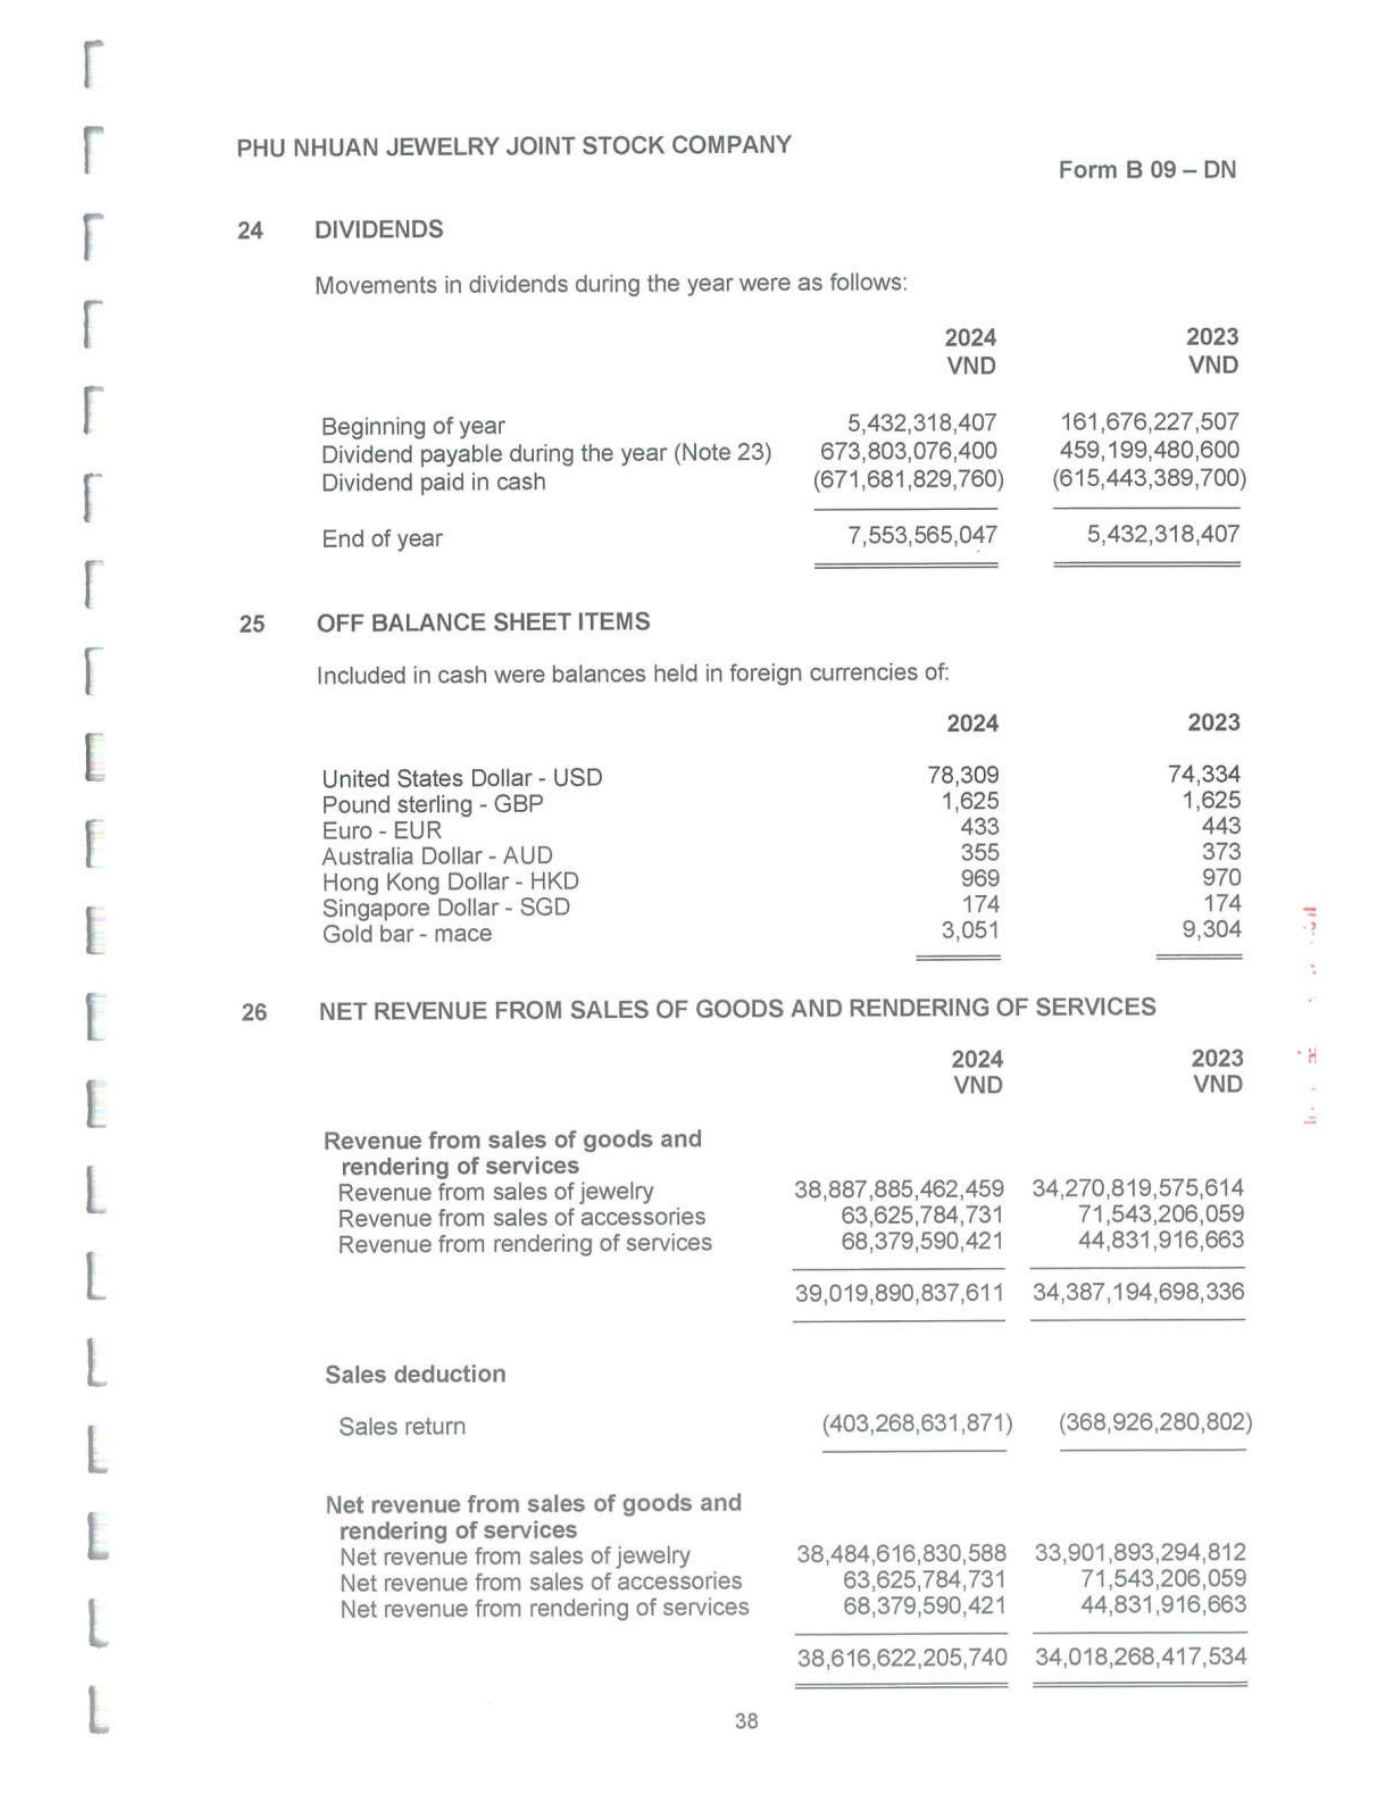 PHU NHUAN JEWELRY JOINT STOCK COMPANY
Form B 09 – DN
24 DIVIDENDS
Movements in dividends during the year were as follows:
2024 2023
VND VND
Beginning of year 5,432,318,407 161,676,227,507
Dividend payable during the year (Note 23) 673,803,076,400 459,199,480,600
Dividend paid in cash (671,681,829,760) (615,443,389,700)
End of year 7,553,565,047 5,432,318,407
25 OFF BALANCE SHEET ITEMS
Included in cash were balances held in foreign currencies of:
2024 2023
United States Dollar - USD 78,309 74,334
Pound sterling - GBP 1,625 1,625
Euro - EUR 433 443
Australia Dollar - AUD 355 373
Hong Kong Dollar - HKD 969 970
Singapore Dollar - SGD 174 174
Gold bar - mace 3,051 9,304
26 NET REVENUE FROM SALES OF GOODS AND RENDERING OF SERVICES
2024 2023
VND VND
Revenue from sales of goods and
rendering of services
Revenue from sales of jewelry 38,887,885,462,459 34,270,819,575,614
Revenue from sales of accessories 63,625,784,731 71,543,206,059
Revenue from rendering of services 68,379,590,421 44,831,916,663
39,019,890,837,611 34,387,194,698,336
Sales deduction
Sales return (403,268,631,871) (368,926,280,802)
Net revenue from sales of goods and
rendering of services
Net revenue from sales of jewelry 38,484,616,830,588 33,901,893,294,812
Net revenue from sales of accessories 63,625,784,731 71,543,206,059
Net revenue from rendering of services 68,379,590,421 44,831,916,663
38,616,622,205,740 34,018,268,417,534
38